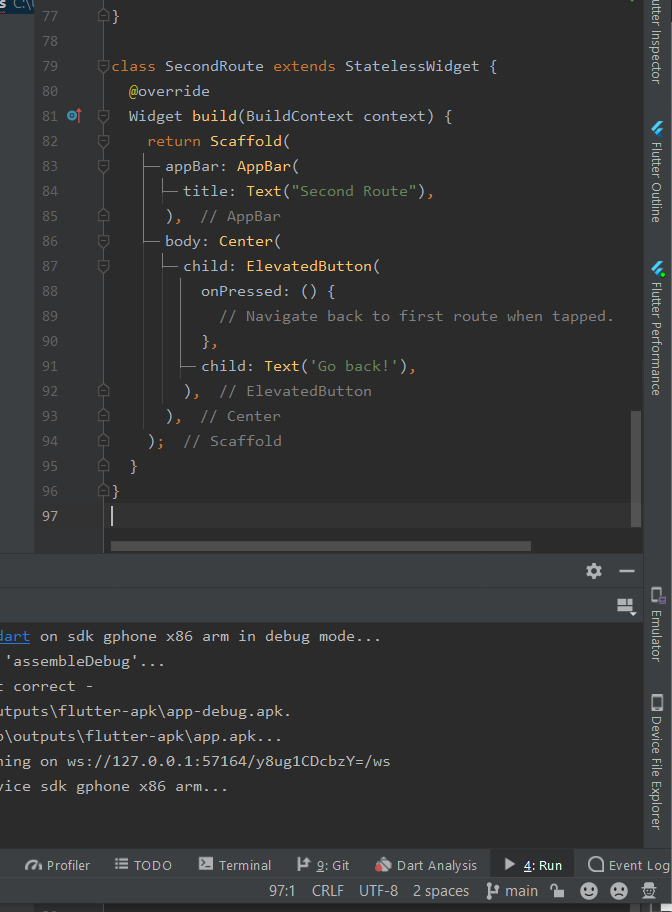 s C:\
77 }
78
79 class SecondRoute extends StatelessWidget {
80 @override
81 Widget build(BuildContext context) {
82 return Scaffold(
83 appBar: AppBar(
84 title: Text("Second Route"),
85 ), // AppBar
86 body: Center(
87 child: ElevatedButton(
88 onPressed: () {
89 // Navigate back to first route when tapped.
90 },
91 child: Text('Go back!'),
92 ), // ElevatedButton
93 ), // Center
94 ); // Scaffold
95 }
96 }
97
utter Inspector
Flutter Outline
Flutter Performance
Emulator
Device File Explorer
dart on sdk gphone x86 arm in debug mode...
'assembleDebug'...
t correct -
utputs\flutter-apk\app-debug.apk.
p\outputs\flutter-apk\app.apk...
ning on ws://127.0.0.1:57164/y8ug1CDcbzY=/ws
vice sdk gphone x86 arm...
Profiler TODO Terminal 9: Git Dart Analysis 4: Run Event Log
97:1 CRLF UTF-8 2 spaces main